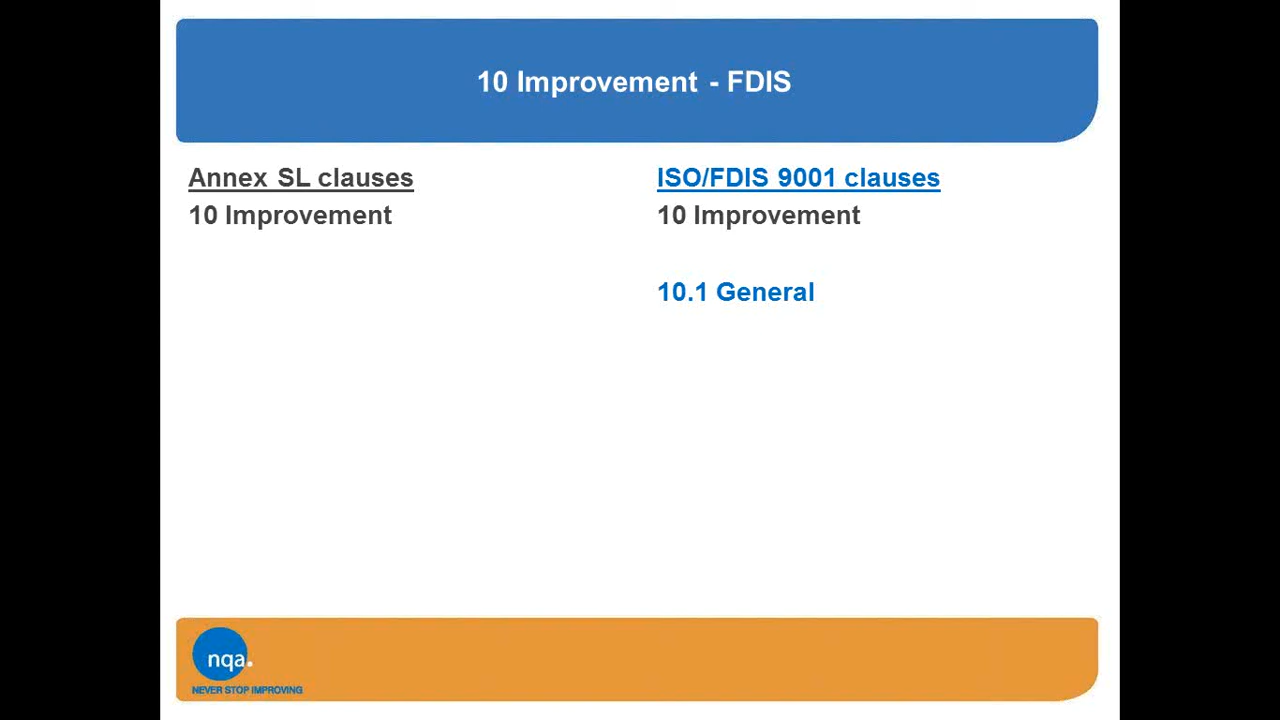 10 Improvement - FDIS
Annex SL clauses
10 Improvement
ISO/FDIS 9001 clauses
10 Improvement
10.1 General
nqa.
NEVER STOP IMPROVING